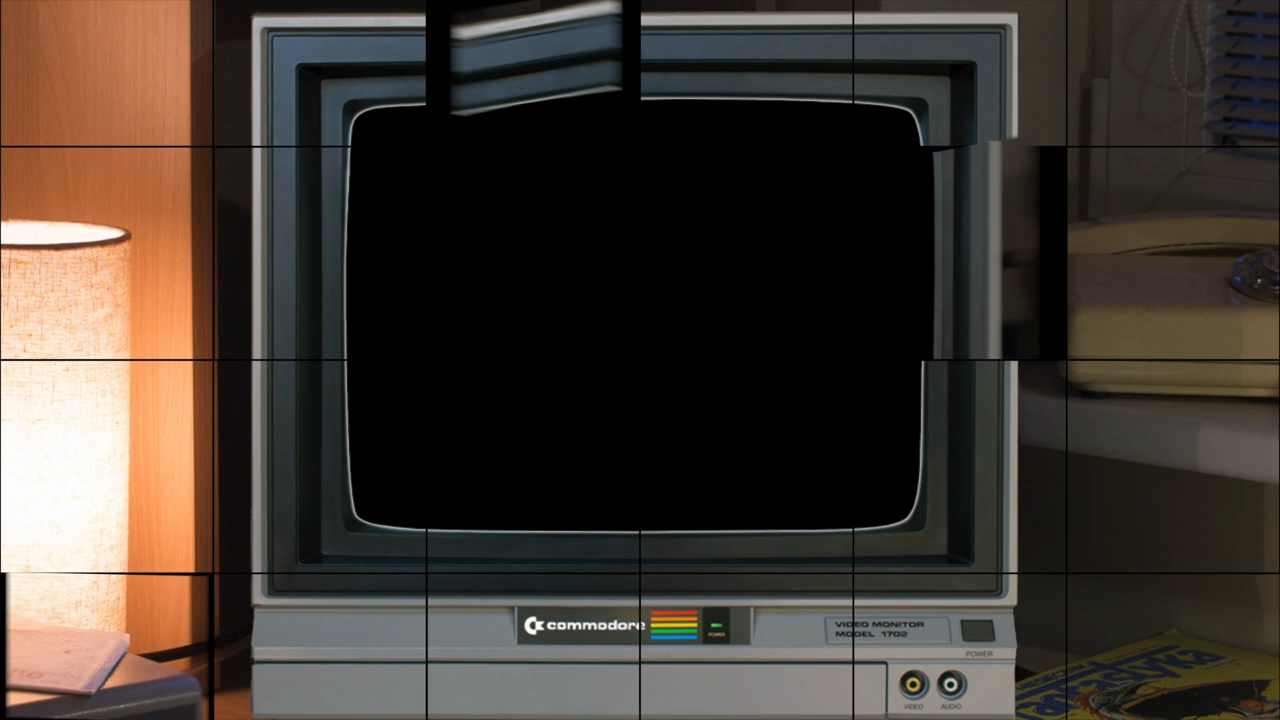 commodore
POWER
VIDEO MONITOR
MODEL 1702
POWER
VIDEO
AUDIO